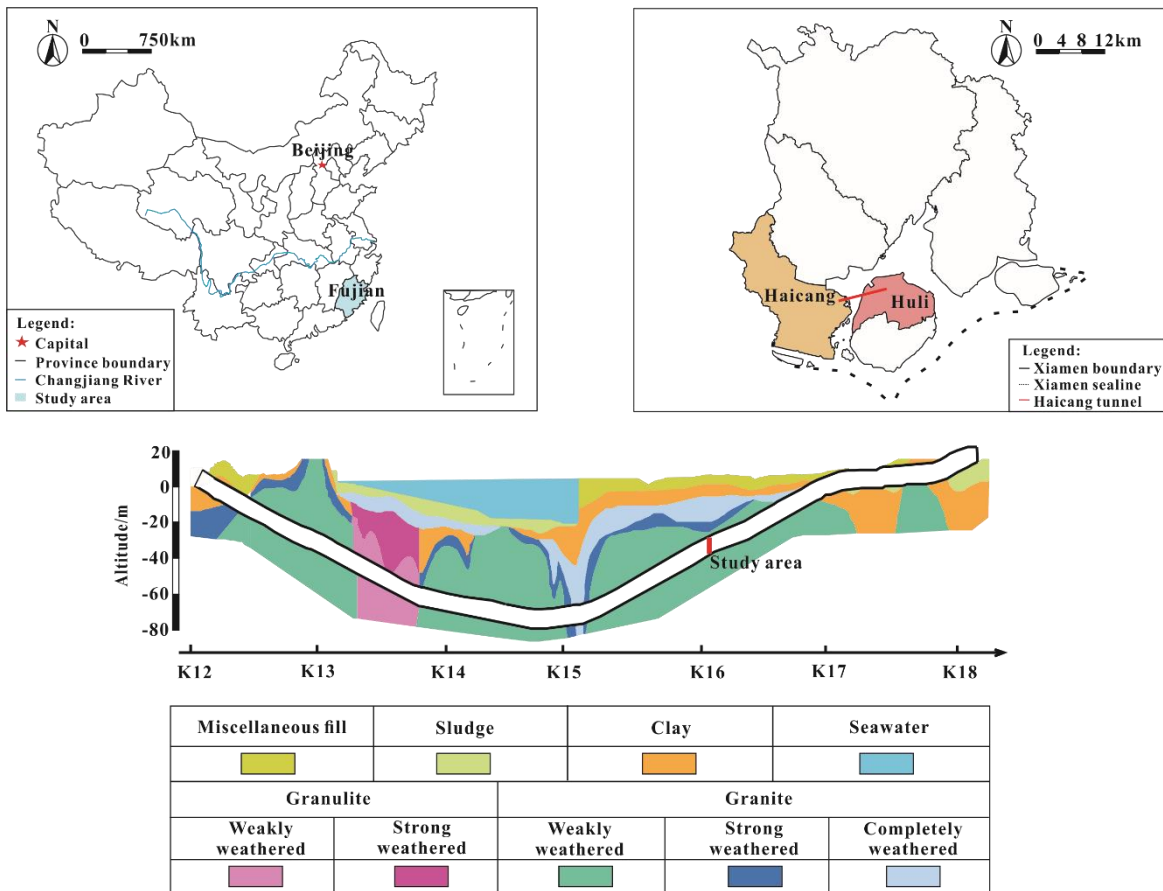 N
0 750km
Beijing
Fujian
Legend:
Capital
Province boundary
Changjiang River
Study area
N
0 4 8 12km
Haicang
Huli
Legend:
Xiamen boundary
Xiamen sealine
Haicang tunnel
Altitude/m
20
0
-20
-40
-60
-80
Study area
K12 K13 K14 K15 K16 K17 K18
Miscellaneous fill Sludge Clay Seawater
Granulite Granite
Weakly weathered Strong weathered Weakly weathered Strong weathered Completely weathered